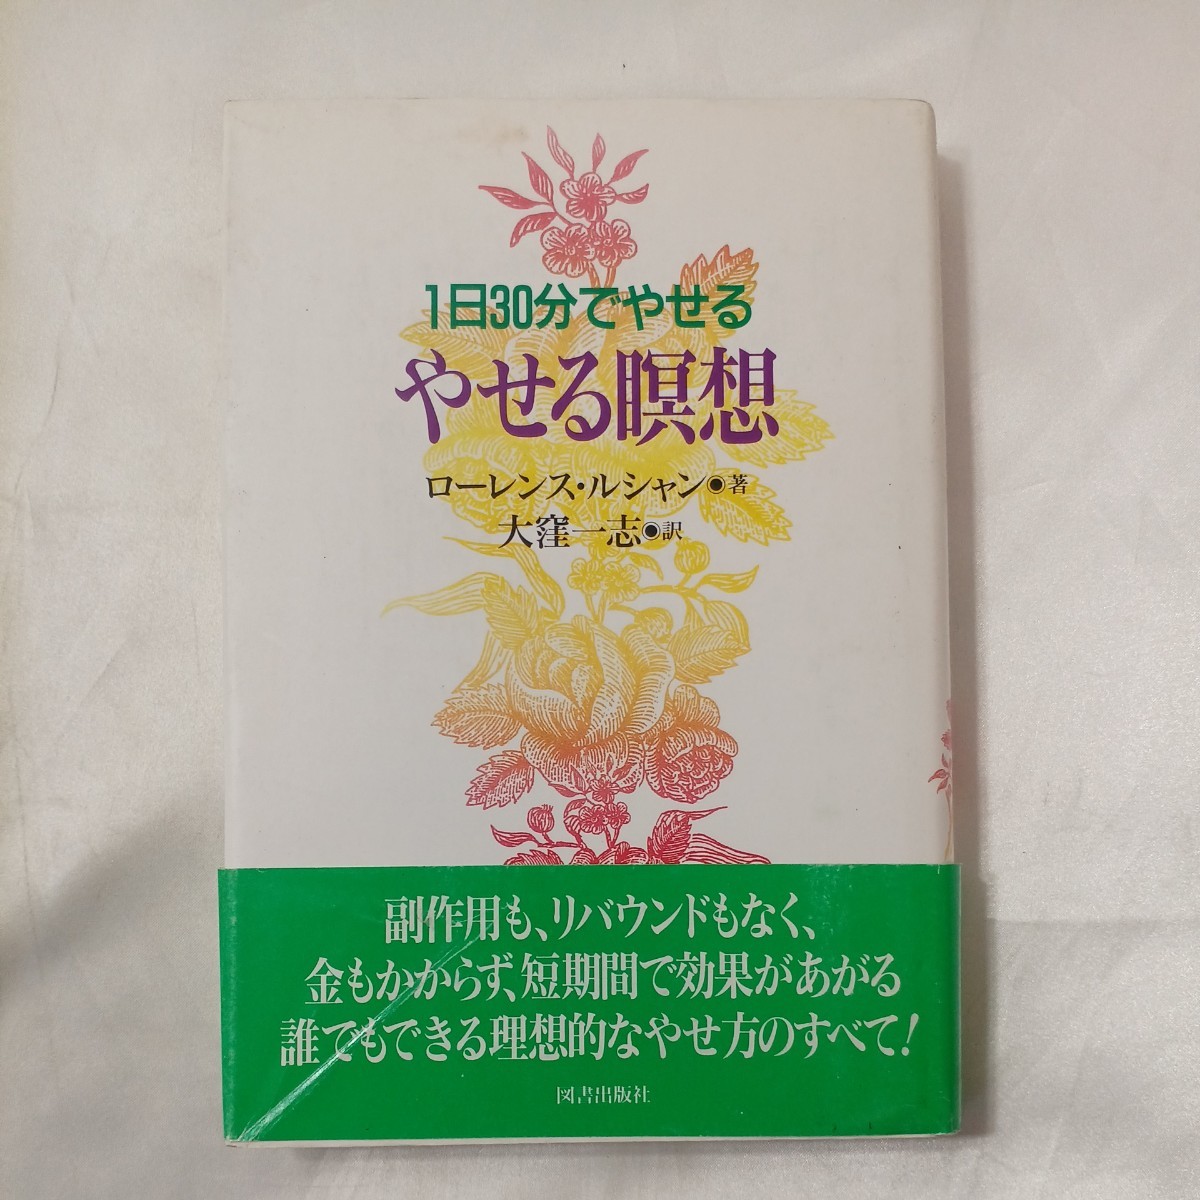 1日30分でやせる
やせる瞑想
ローレンス・ルシャン◉著
大窪一志◉訳
副作用も、リバウンドもなく、
金もかからず、短期間で効果があがる
誰でもできる理想的なやせ方のすべて!
図書出版社